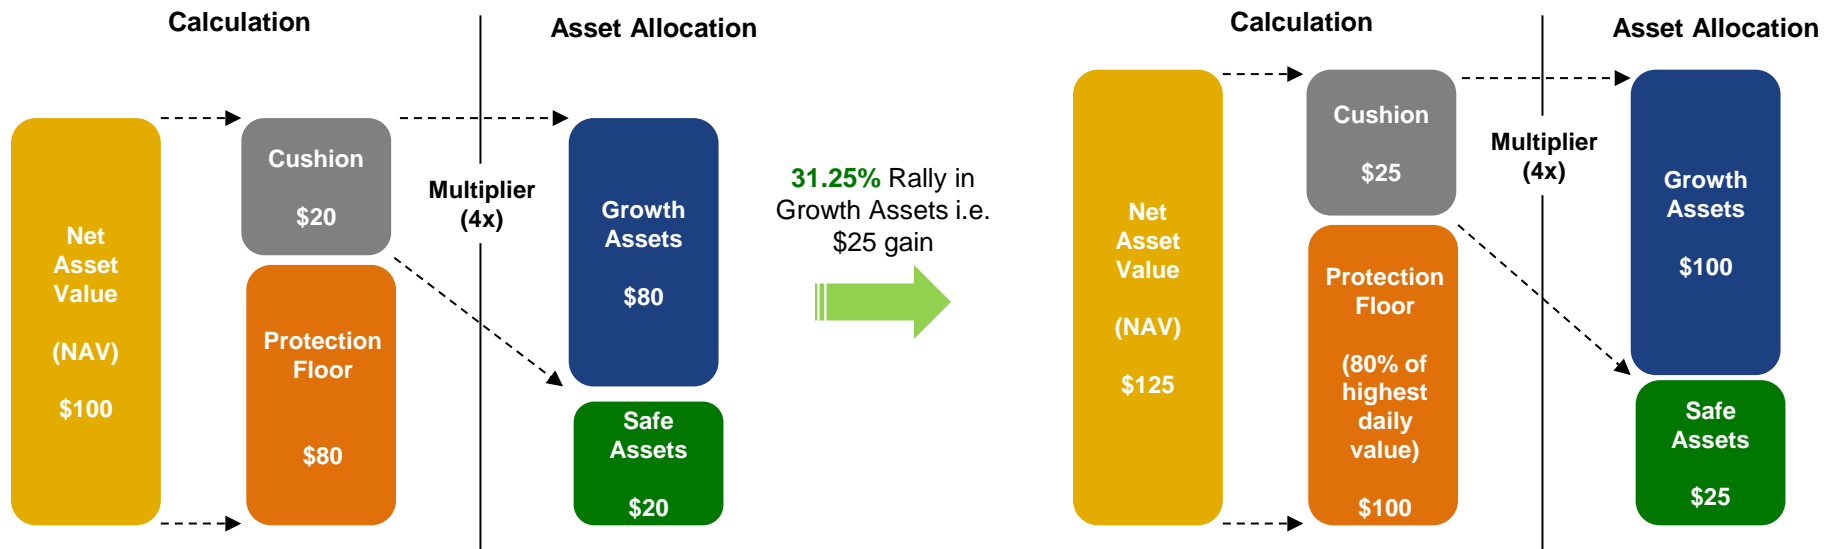 Calculation
Asset Allocation
Net
Asset
Value
(NAV)
$100
Cushion
$20
Protection
Floor
$80
Multiplier
(4x)
Growth
Assets
$80
Safe
Assets
$20
31.25% Rally in
Growth Assets i.e.
$25 gain
Calculation
Asset Allocation
Net
Asset
Value
(NAV)
$125
Cushion
$25
Protection
Floor
(80% of
highest
daily
value)
$100
Multiplier
(4x)
Growth
Assets
$100
Safe
Assets
$25